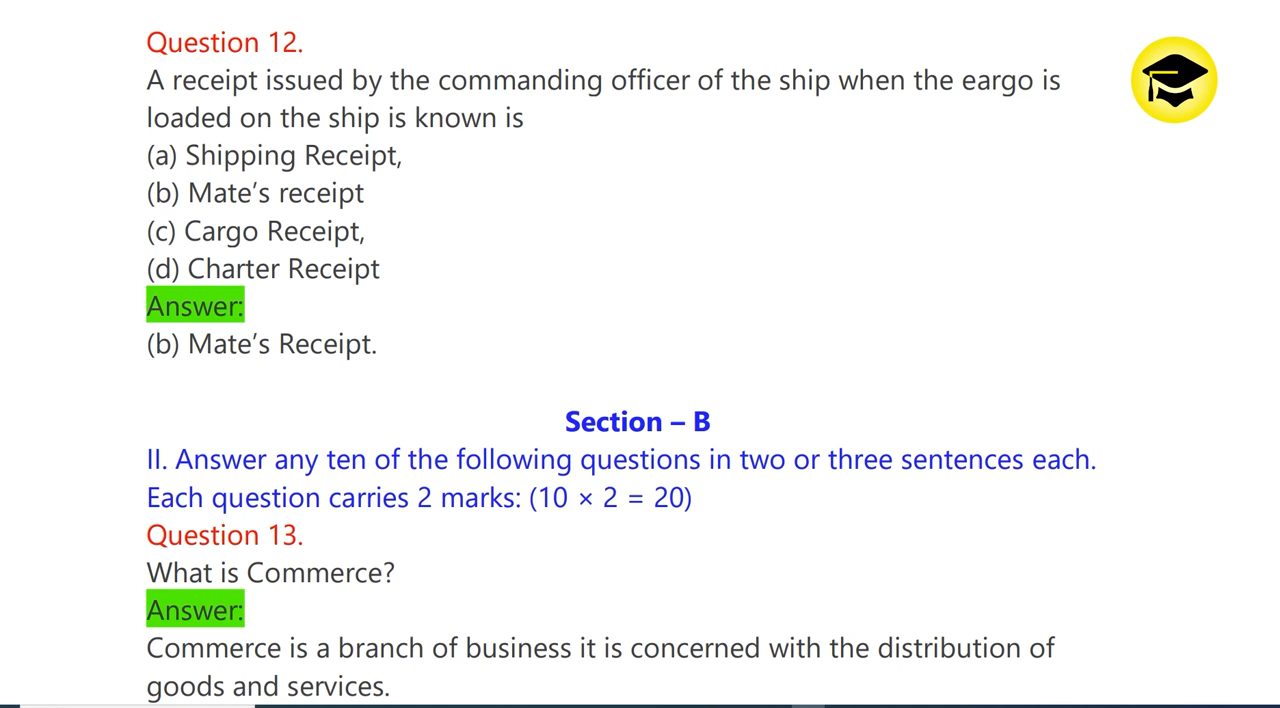 Question 12.
A receipt issued by the commanding officer of the ship when the eargo is
loaded on the ship is known is
(a) Shipping Receipt,
(b) Mate’s receipt
(c) Cargo Receipt,
(d) Charter Receipt
Answer:
(b) Mate’s Receipt.
Section – B
II. Answer any ten of the following questions in two or three sentences each.
Each question carries 2 marks: (10 × 2 = 20)
Question 13.
What is Commerce?
Answer:
Commerce is a branch of business it is concerned with the distribution of
goods and services.